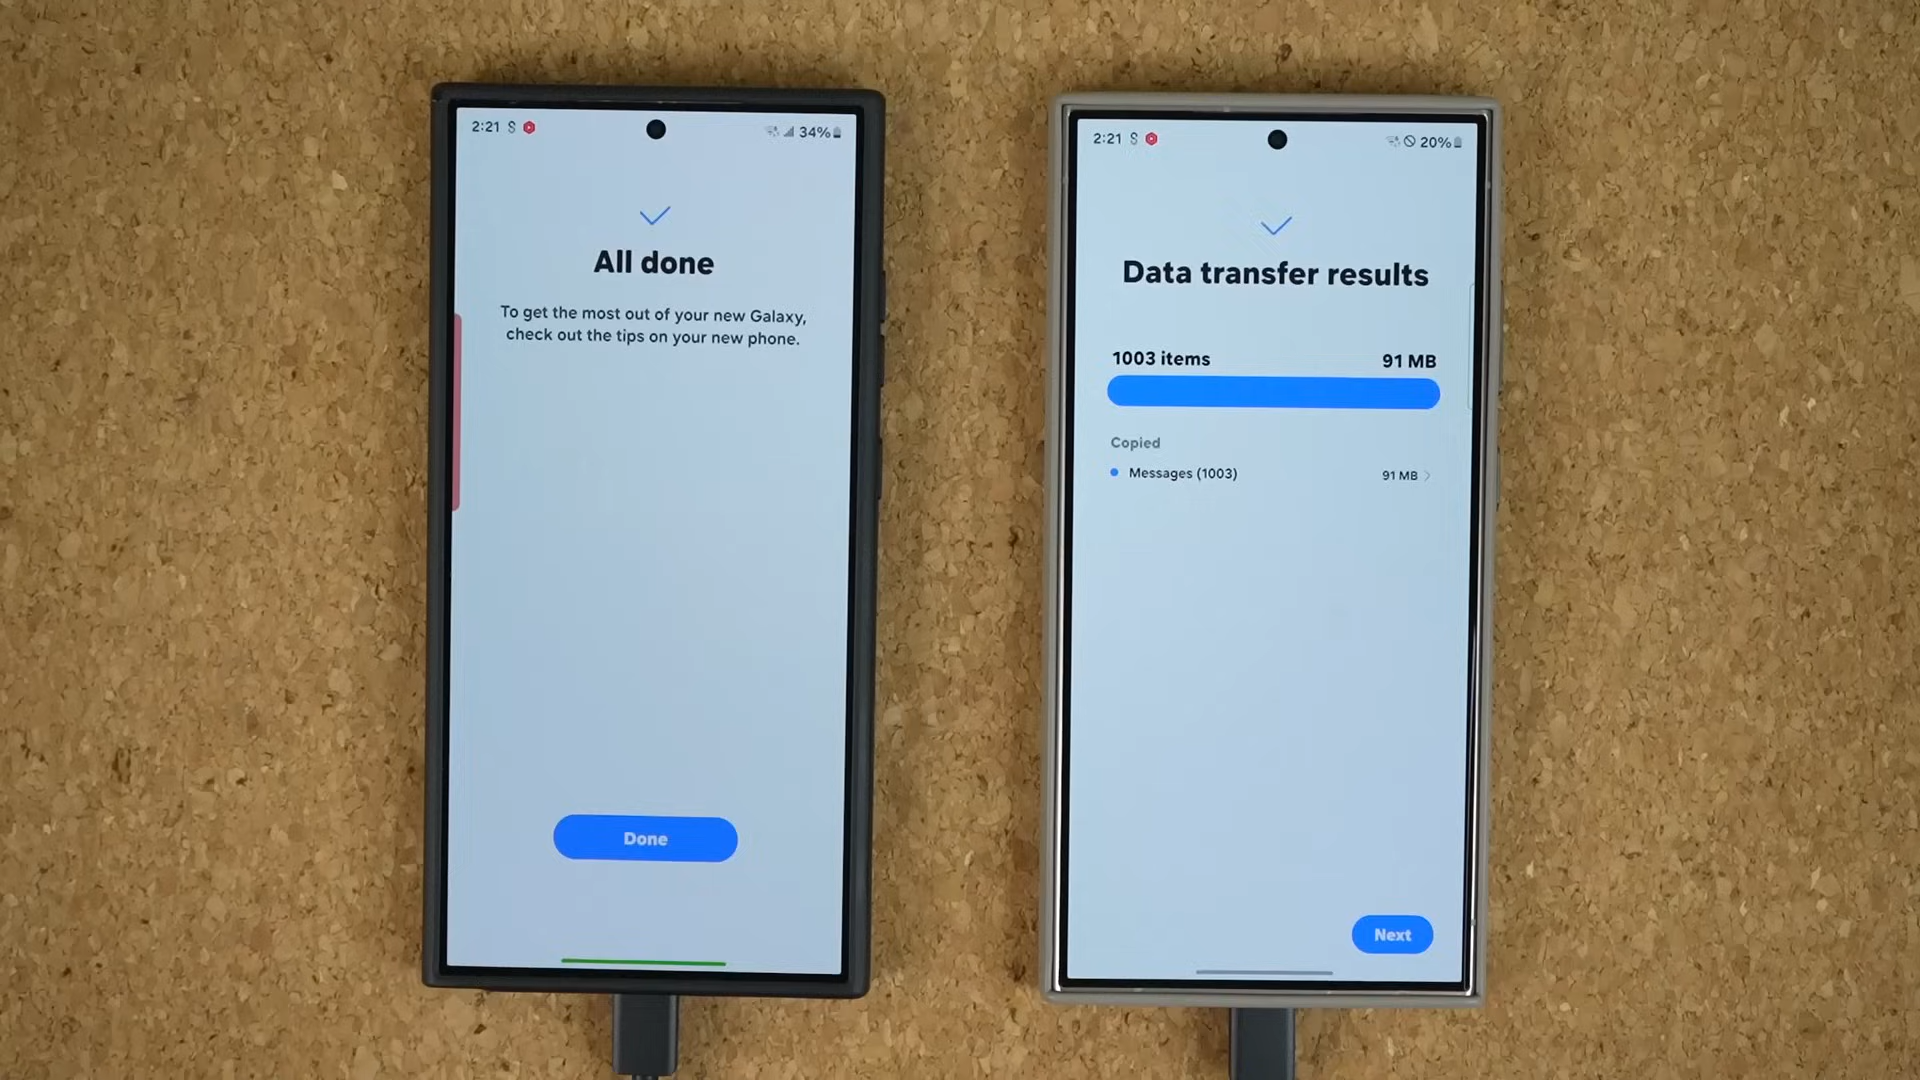 2:21
34%
All done
To get the most out of your new Galaxy,
check out the tips on your new phone.
Done
2:21
20%
Data transfer results
1003 items 91 MB
Copied
Messages (1003) 91 MB
Next